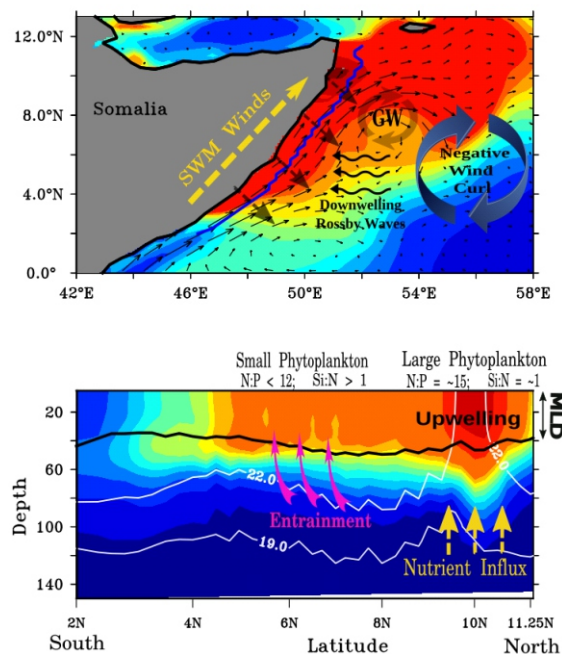 12.0°N
8.0°N
4.0°N
0.0°
42°E
46°E
50°E
54°E
58°E
Somalia
SWM Winds
GW
Negative
Wind
Curl
Downwelling
Rossby Waves
Small Phytoplankton
N:P < 12; Si:N > 1
Large Phytoplankton
N:P = ~15; Si:N = ~1
Upwelling
MLD
22.0
22.0
Entrainment
19.0
Nutrient Influx
Depth
20
40
60
80
100
120
140
2N
4N
6N
8N
10N
11.25N
South
Latitude
North